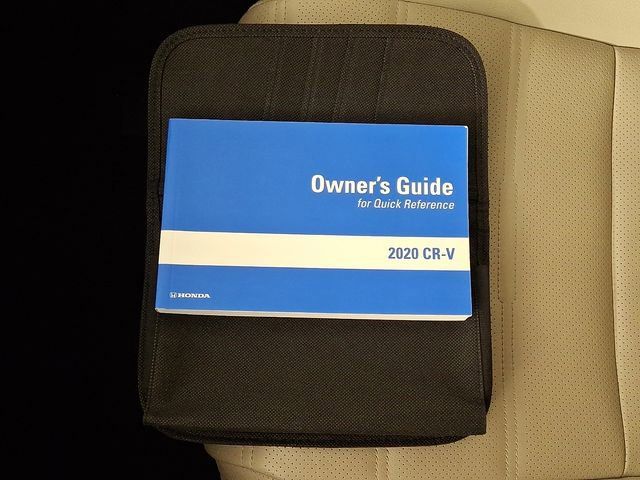 Owner's Guide
for Quick Reference
2020 CR-V
HONDA